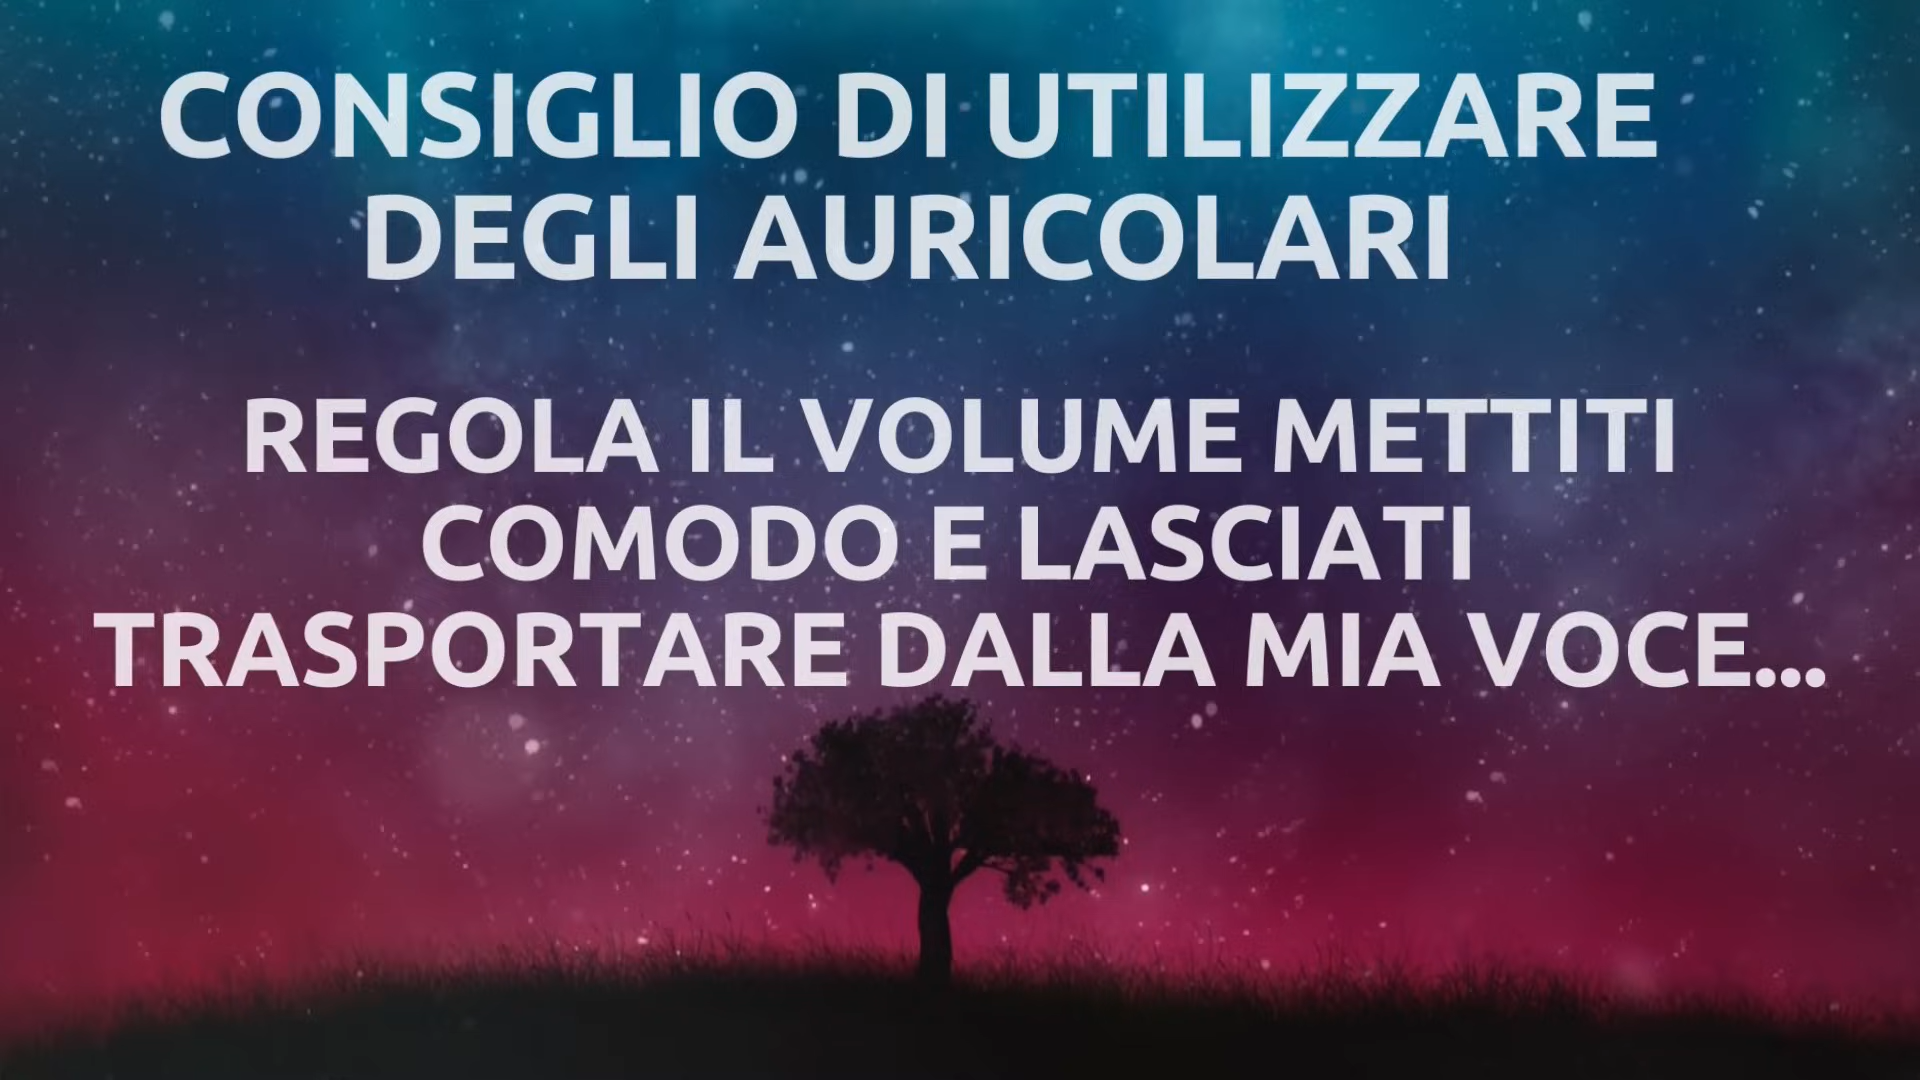 CONSIGLIO DI UTILIZZARE
DEGLI AURICOLARI
REGOLA IL VOLUME METTITI
COMODO E LASCIATI
TRASPORTARE DALLA MIA VOCE...